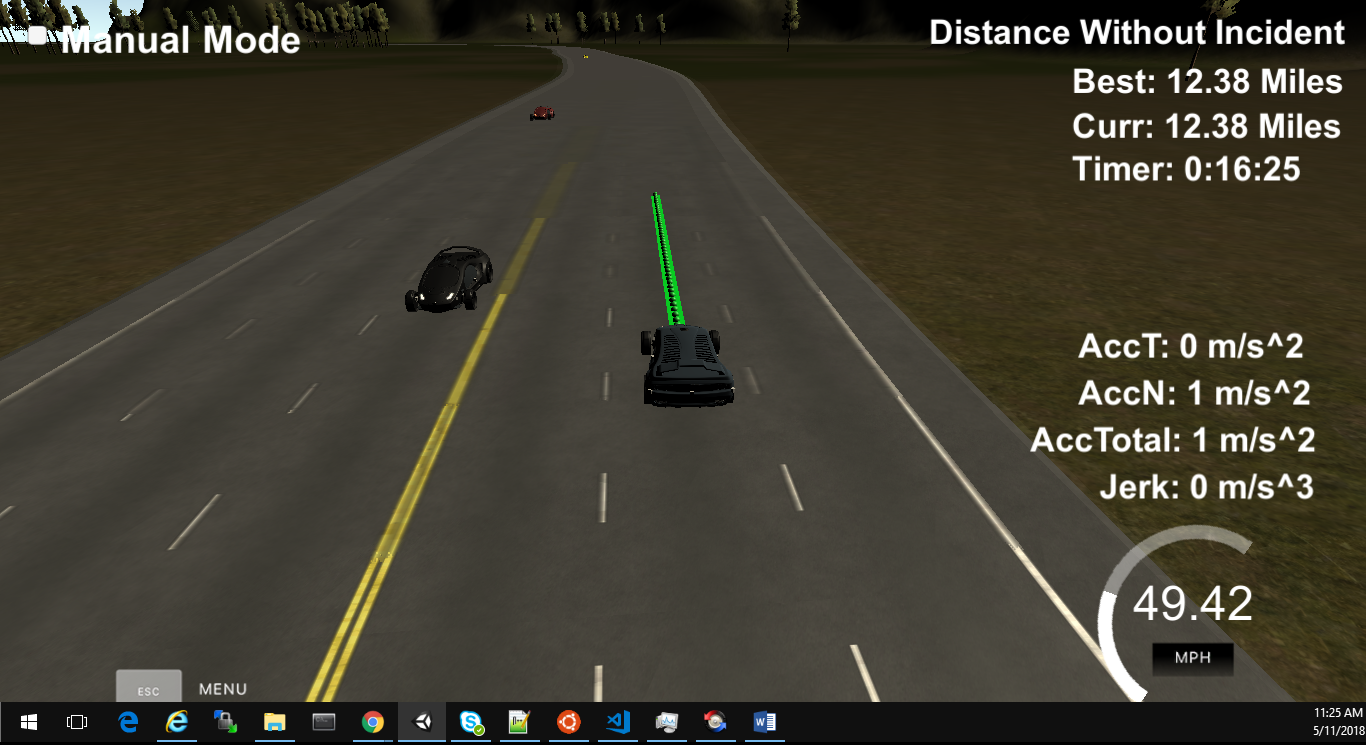 Manual Mode
Distance Without Incident
Best: 12.38 Miles
Curr: 12.38 Miles
Timer: 0:16:25
AccT: 0 m/s^2
AccN: 1 m/s^2
AccTotal: 1 m/s^2
Jerk: 0 m/s^3
49.42
MPH
ESC MENU
11:25 AM
5/11/2018